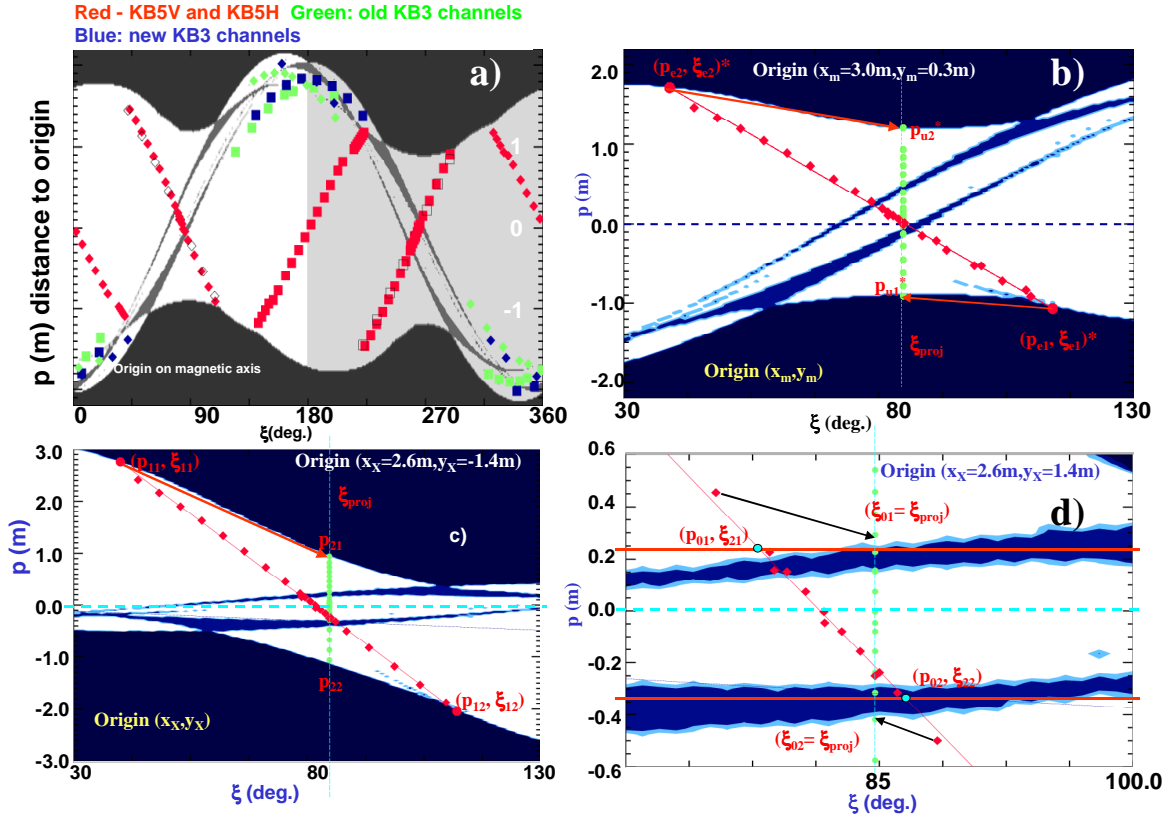 Red - KB5V and KB5H Green: old KB3 channels
Blue: new KB3 channels
a)
p (m) distance to origin
1
0
-1
Origin on magnetic axis
0 90 180 270 360
ξ(deg.)
b)
(pe2, ξe2)*
Origin (xm=3.0m,ym=0.3m)
2.0
1.0
0.0
-1.0
-2.0
p (m)
pu2*
pu1*
ξproj
(pe1, ξe1)*
Origin (xm,ym)
30 80 130
ξ (deg.)
3.0
2.0
1.0
0.0
-1.0
-2.0
-3.0
p (m)
(p11, ξ11)
Origin (xX=2.6m,yX=-1.4m)
ξproj
c)
p21
p22
(p12, ξ12)
Origin (xX,yX)
30 80 130
ξ (deg.)
0.6
0.4
0.2
0.0
-0.2
-0.4
-0.6
p (m)
Origin (xX=2.6m,yX=1.4m)
d)
(ξ01= ξproj)
(p01, ξ21)
(p02, ξ22)
(ξ02= ξproj)
85 100.0
ξ (deg.)